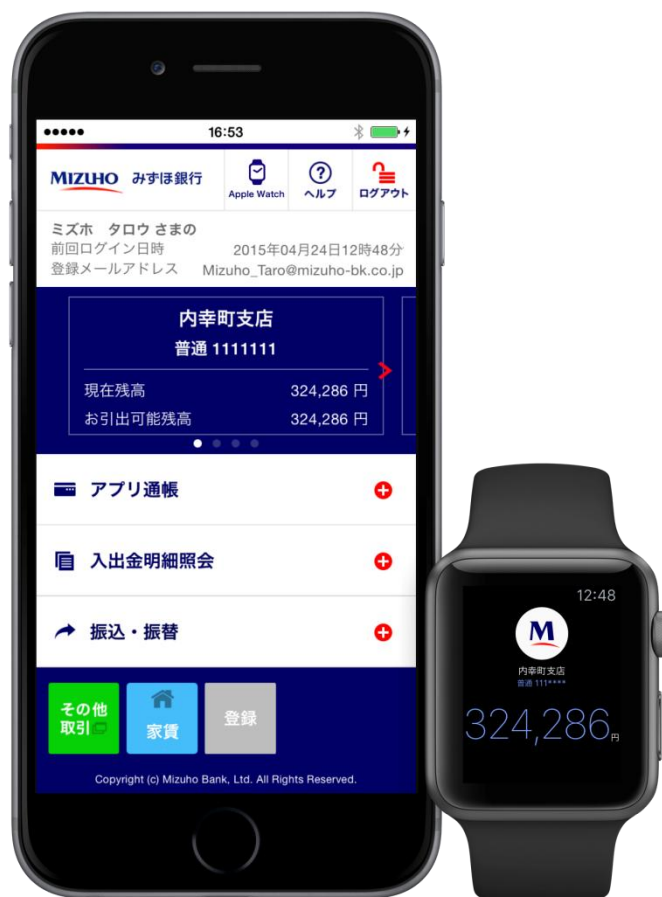 16:53
MIZUHO みずほ銀行
Apple Watch
ヘルプ
ログアウト
ミズホ タロウ さまの
前回ログイン日時 2015年04月24日12時48分
登録メールアドレス Mizuho_Taro@mizuho-bk.co.jp
内幸町支店
普通 1111111
現在残高 324,286 円
お引出可能残高 324,286 円
アプリ通帳
入出金明細照会
振込・振替
その他
取引
家賃
登録
Copyright (c) Mizuho Bank, Ltd. All Rights Reserved.
12:48
M
内幸町支店
普通 111****
324,286円